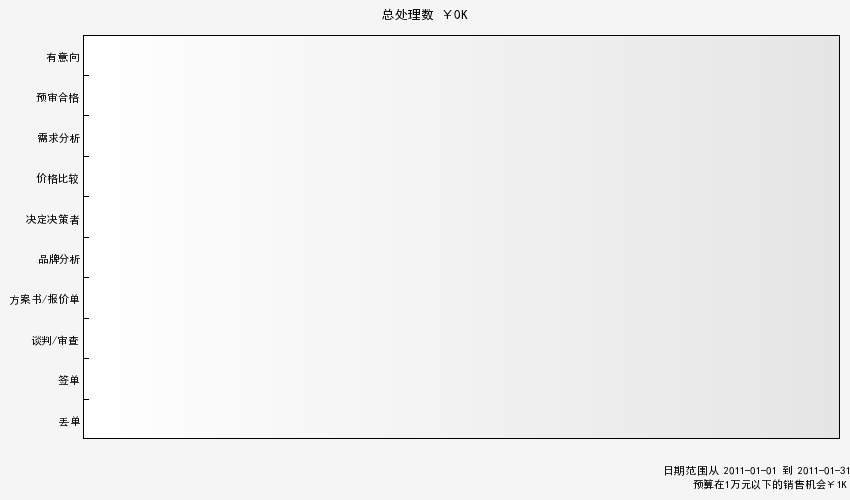 总处理数 ￥0K
有意向
预审合格
需求分析
价格比较
决定决策者
品牌分析
方案书/报价单
谈判/审查
签单
丢单
日期范围从 2011-01-01 到 2011-01-31
预算在1万元以下的销售机会￥1K